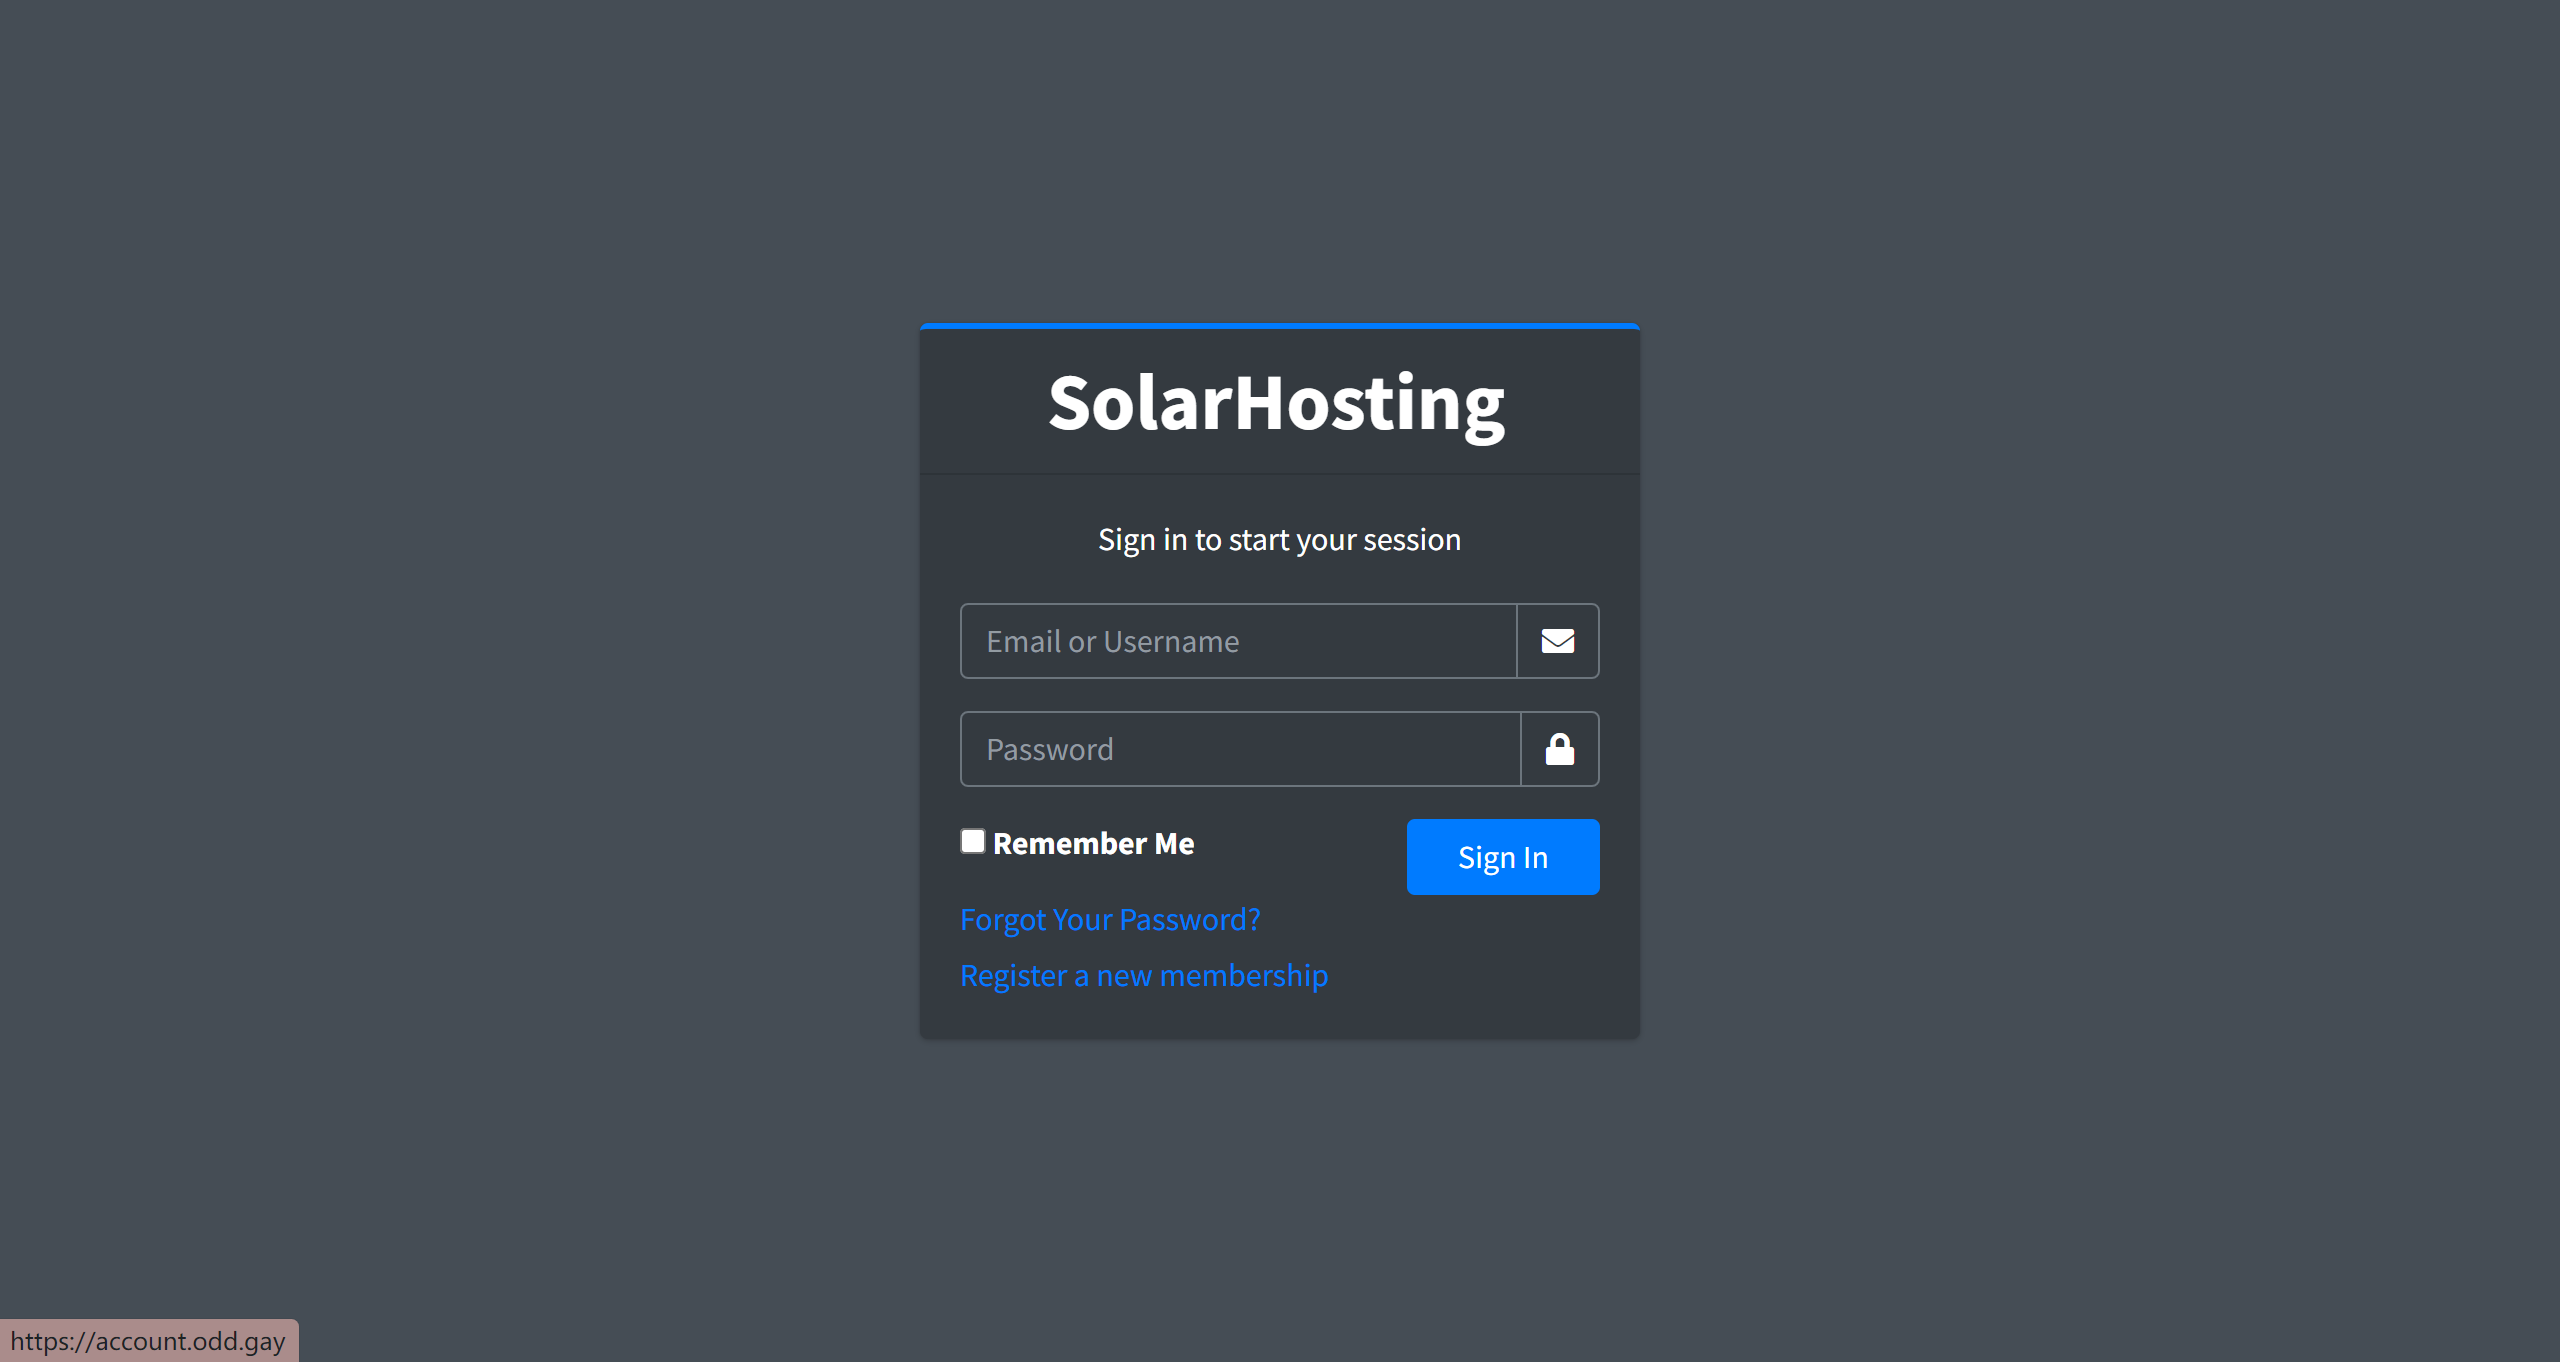 SolarHosting
Sign in to start your session
Email or Username
Password
Remember Me
Sign In
Forgot Your Password?
Register a new membership
https://account.odd.gay